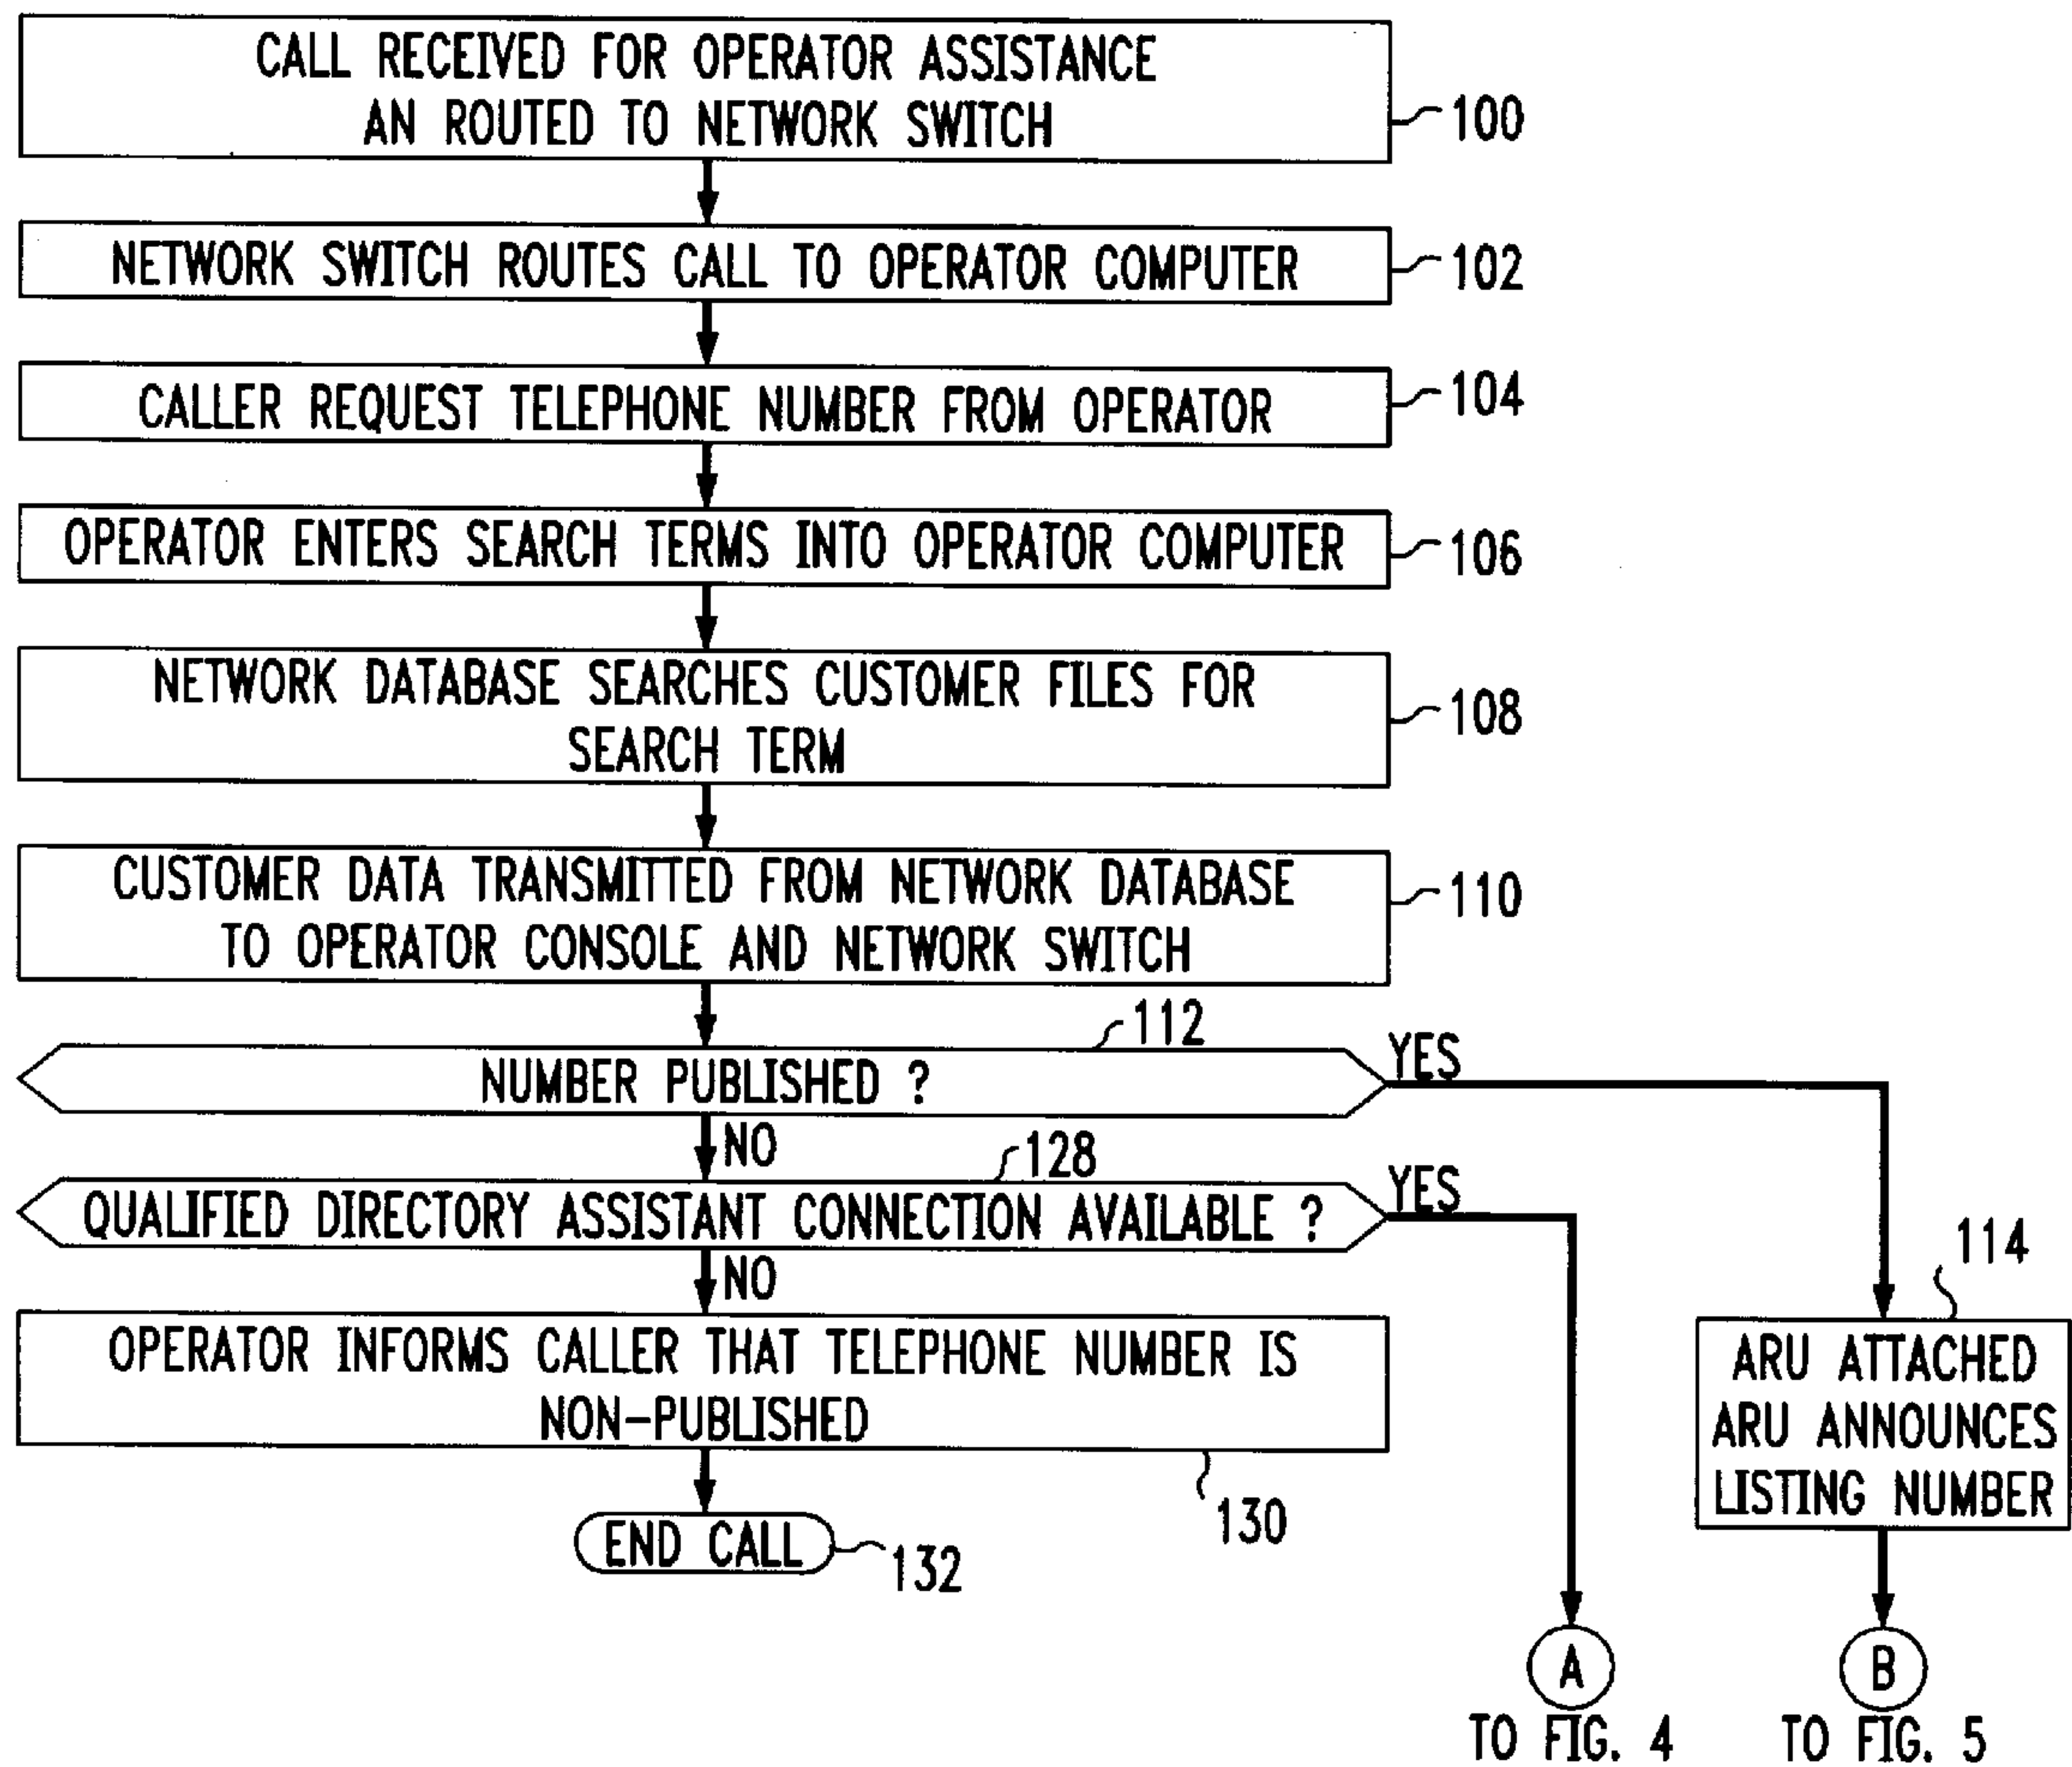 CALL RECEIVED FOR OPERATOR ASSISTANCE
AN ROUTED TO NETWORK SWITCH
100
NETWORK SWITCH ROUTES CALL TO OPERATOR COMPUTER
102
CALLER REQUEST TELEPHONE NUMBER FROM OPERATOR
104
OPERATOR ENTERS SEARCH TERMS INTO OPERATOR COMPUTER
106
NETWORK DATABASE SEARCHES CUSTOMER FILES FOR
SEARCH TERM
108
CUSTOMER DATA TRANSMITTED FROM NETWORK DATABASE
TO OPERATOR CONSOLE AND NETWORK SWITCH
110
112
NUMBER PUBLISHED ?
YES
NO
128
QUALIFIED DIRECTORY ASSISTANT CONNECTION AVAILABLE ?
YES
NO
OPERATOR INFORMS CALLER THAT TELEPHONE NUMBER IS
NON-PUBLISHED
130
END CALL
132
114
ARU ATTACHED
ARU ANNOUNCES
LISTING NUMBER
A
TO FIG. 4
B
TO FIG. 5